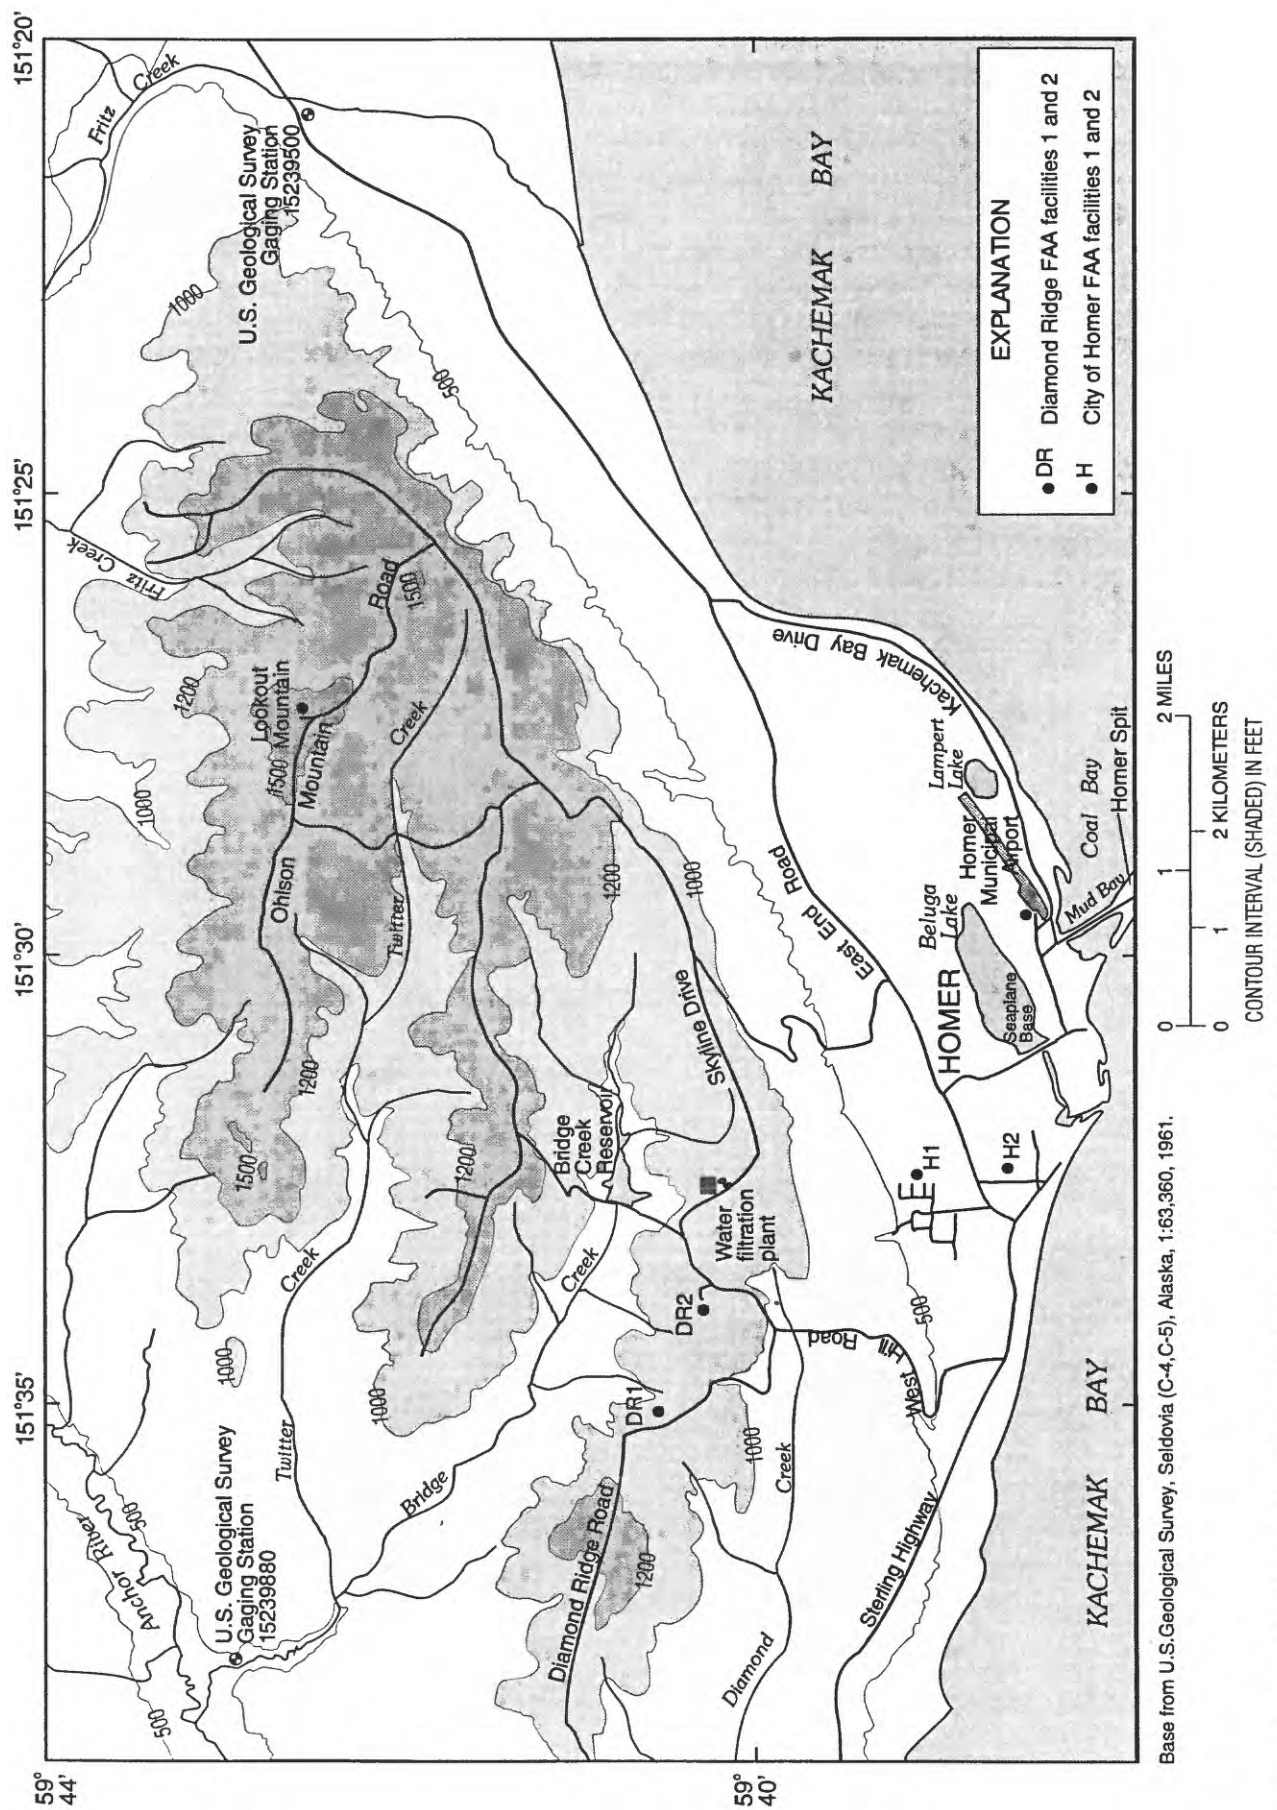 151°35'
151°30'
151°25'
151°20'
59°
44'
59°
40'
Anchor River
500
500
U.S. Geological Survey
Gaging Station
15239880
1000
1500
1200
Ohlson
Mountain
Road
1500
Lookout
Mountain
1000
1200
Fritz
Creek
Fritz
Creek
1000
U.S. Geological Survey
Gaging Station
15239500
1500
Twitter
Creek
Twitter
Creek
1000
1200
Bridge
Creek
Bridge
Creek
Reservoir
1200
1000
500
Diamond Ridge Road
1200
DR1
DR2
Water
filtration
plant
Skyline Drive
1000
Diamond
Creek
West
Hill
Road
500
Sterling Highway
H1
H2
East End Road
HOMER
Beluga
Lake
Seaplane
Base
Homer
Municipal
Airport
Lampert
Lake
Kachemak Bay Drive
Mud Bay
Coal Bay
Homer Spit
KACHEMAK BAY
KACHEMAK BAY
EXPLANATION
DR Diamond Ridge FAA facilities 1 and 2
H City of Homer FAA facilities 1 and 2
Base from U.S.Geological Survey, Seldovia (C-4,C-5), Alaska, 1:63,360, 1961.
0 1 2 MILES
0 1 2 KILOMETERS
CONTOUR INTERVAL (SHADED) IN FEET